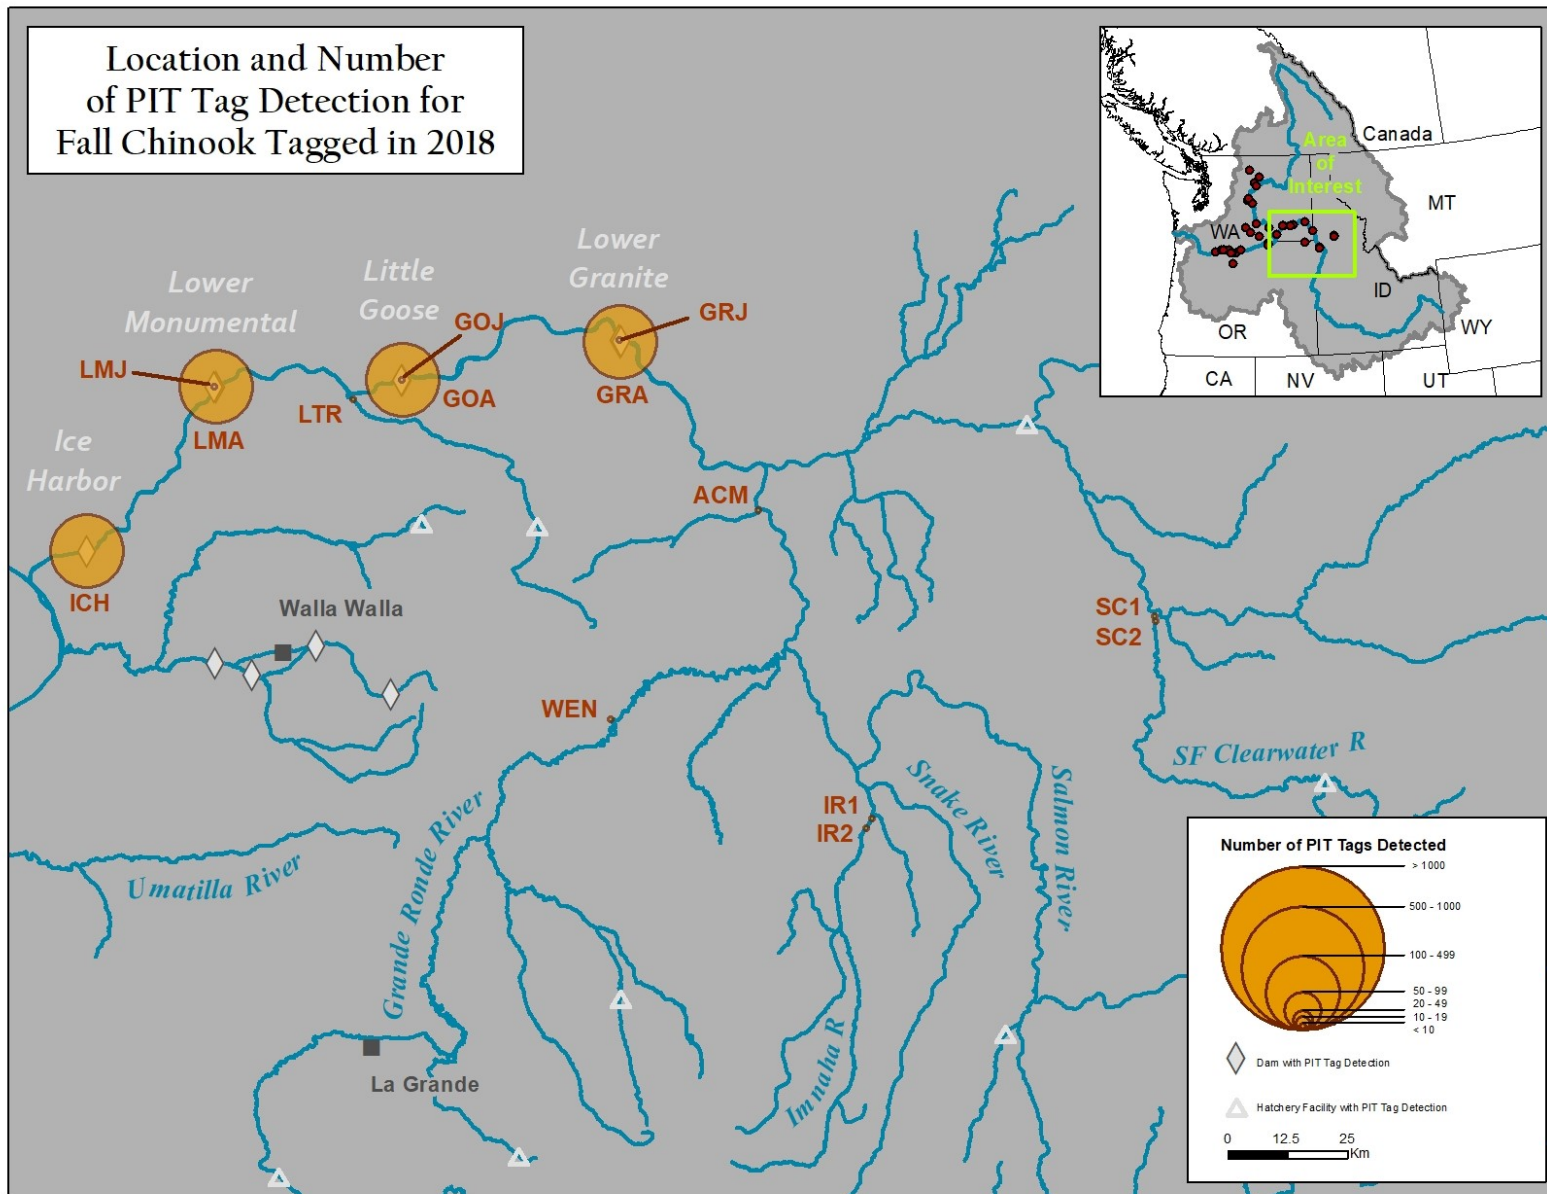 Location and Number
of PIT Tag Detection for
Fall Chinook Tagged in 2018
Canada
Area
of
Interest
MT
WA
ID
OR
WY
CA
NV
UT
Lower
Granite
Little
Goose
Lower
Monumental
GOJ
GRJ
LMJ
GOA
GRA
LTR
LMA
Ice
Harbor
ACM
ICH
Walla Walla
SC1
SC2
WEN
SF Clearwater R
Snake River
Salmon River
IR1
IR2
Grande Ronde River
Umatilla River
Imnaha R
La Grande
Number of PIT Tags Detected
> 1000
500 - 1000
100 - 499
50 - 99
20 - 49
10 - 19
< 10
Dam with PIT Tag Detection
Hatchery Facility with PIT Tag Detection
0 12.5 25
Km